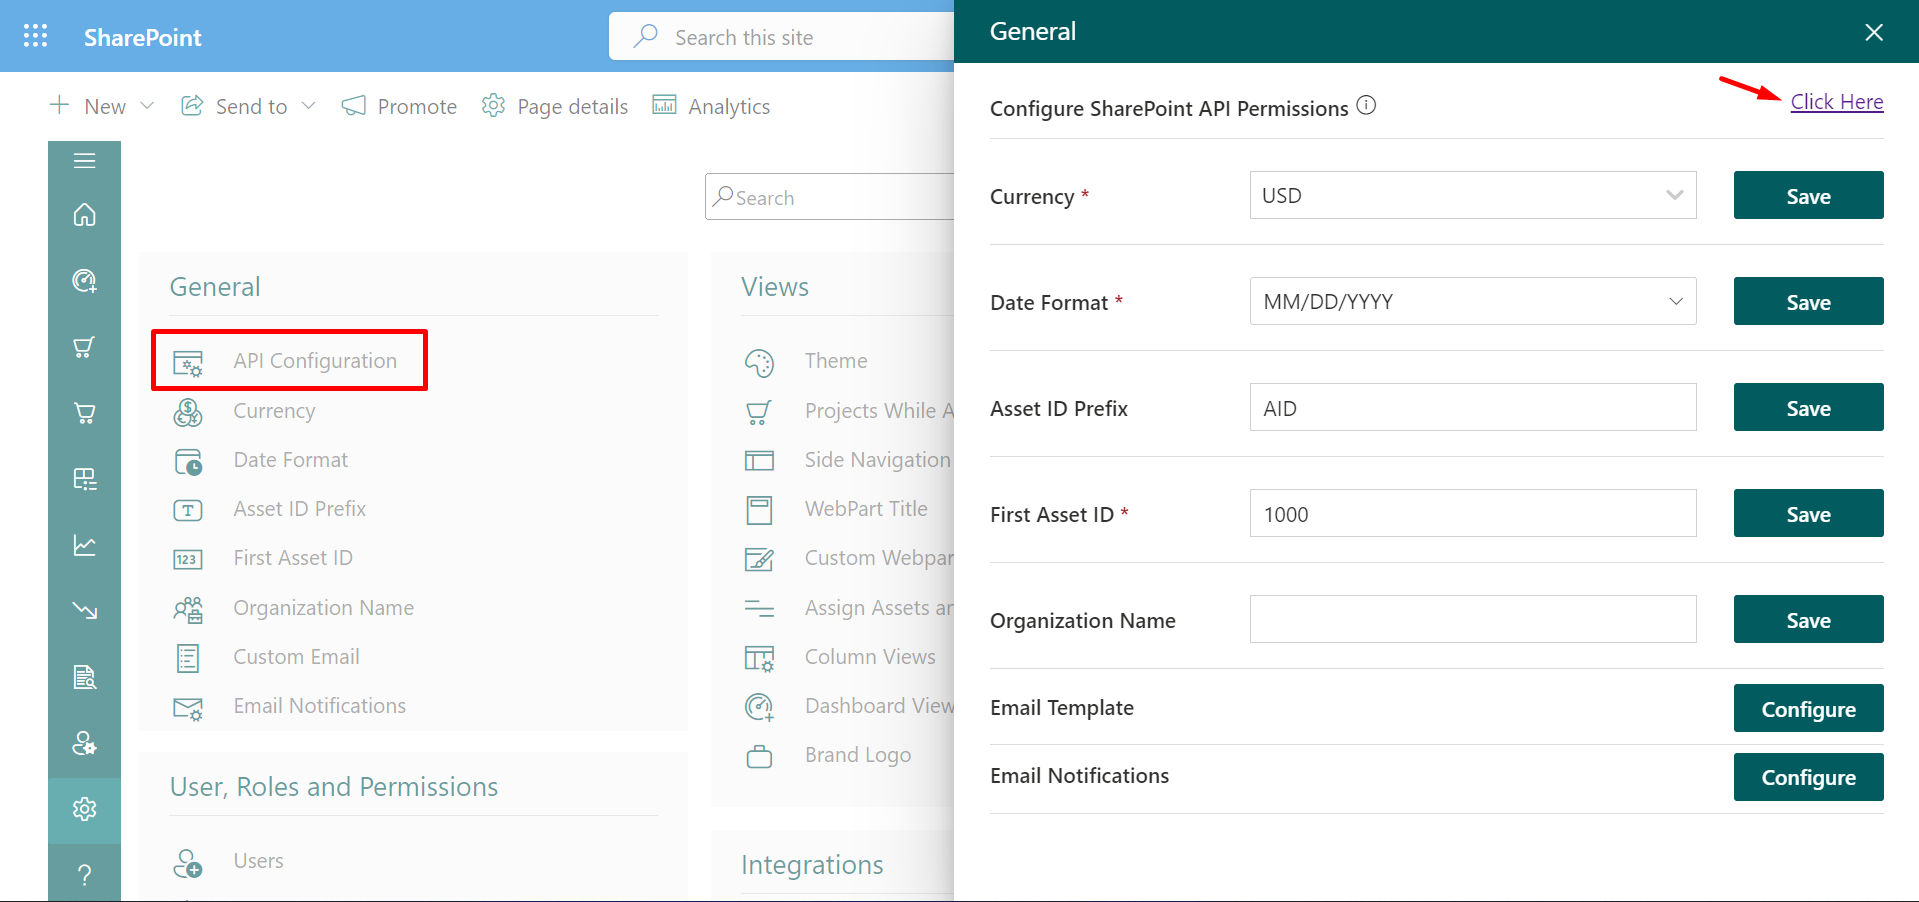 SharePoint
Search this site
New
Send to
Promote
Page details
Analytics
Search
General
API Configuration
Currency
Date Format
Asset ID Prefix
First Asset ID
Organization Name
Custom Email
Email Notifications
User, Roles and Permissions
Users
Views
Theme
Projects While A
Side Navigation
WebPart Title
Custom Webpar
Assign Assets an
Column Views
Dashboard View
Brand Logo
Integrations
General
Configure SharePoint API Permissions
Click Here
Currency * USD Save
Date Format * MM/DD/YYYY Save
Asset ID Prefix AID Save
First Asset ID * 1000 Save
Organization Name Save
Email Template Configure
Email Notifications Configure